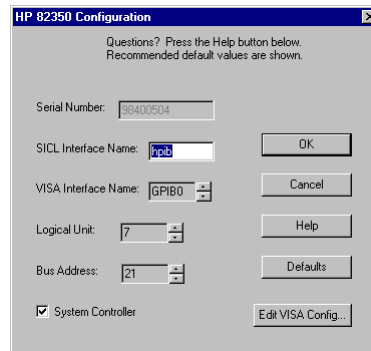 HP 82350 Configuration
Questions? Press the Help button below.
Recommended default values are shown.
Serial Number: 98400504
SICL Interface Name: hpib
OK
VISA Interface Name: GPIB0
Cancel
Logical Unit: 7
Help
Bus Address: 21
Defaults
System Controller
Edit VISA Config...